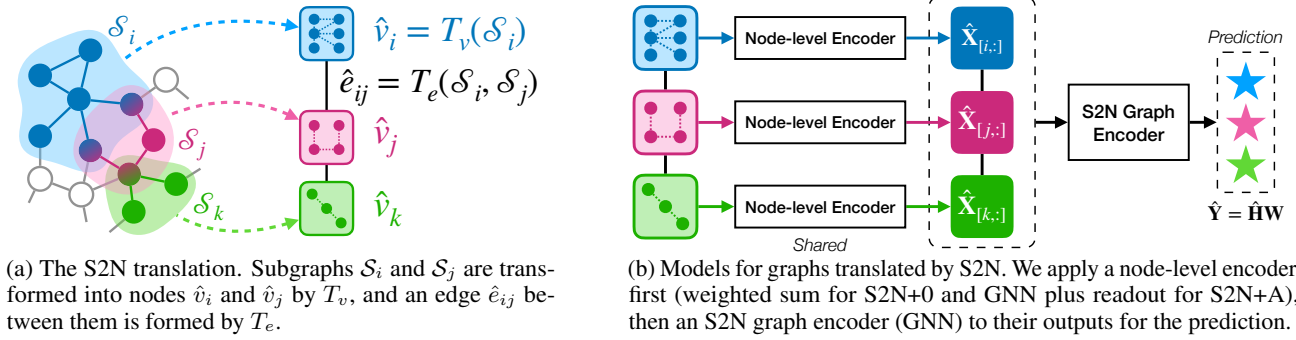 𝒮ᵢ
v̂ᵢ = Tᵥ(𝒮ᵢ)
êᵢⱼ = Tₑ(𝒮ᵢ, 𝒮ⱼ)
𝒮ⱼ
v̂ⱼ
𝒮ₖ
v̂ₖ
(a) The S2N translation. Subgraphs 𝒮ᵢ and 𝒮ⱼ are trans-
formed into nodes v̂ᵢ and v̂ⱼ by Tᵥ, and an edge êᵢⱼ be-
tween them is formed by Tₑ.
Node-level Encoder
X̂[i,:]
Node-level Encoder
X̂[j,:]
Node-level Encoder
X̂[k,:]
Shared
S2N Graph
Encoder
Prediction
Ŷ = ĤW
(b) Models for graphs translated by S2N. We apply a node-level encoder
first (weighted sum for S2N+0 and GNN plus readout for S2N+A),
then an S2N graph encoder (GNN) to their outputs for the prediction.